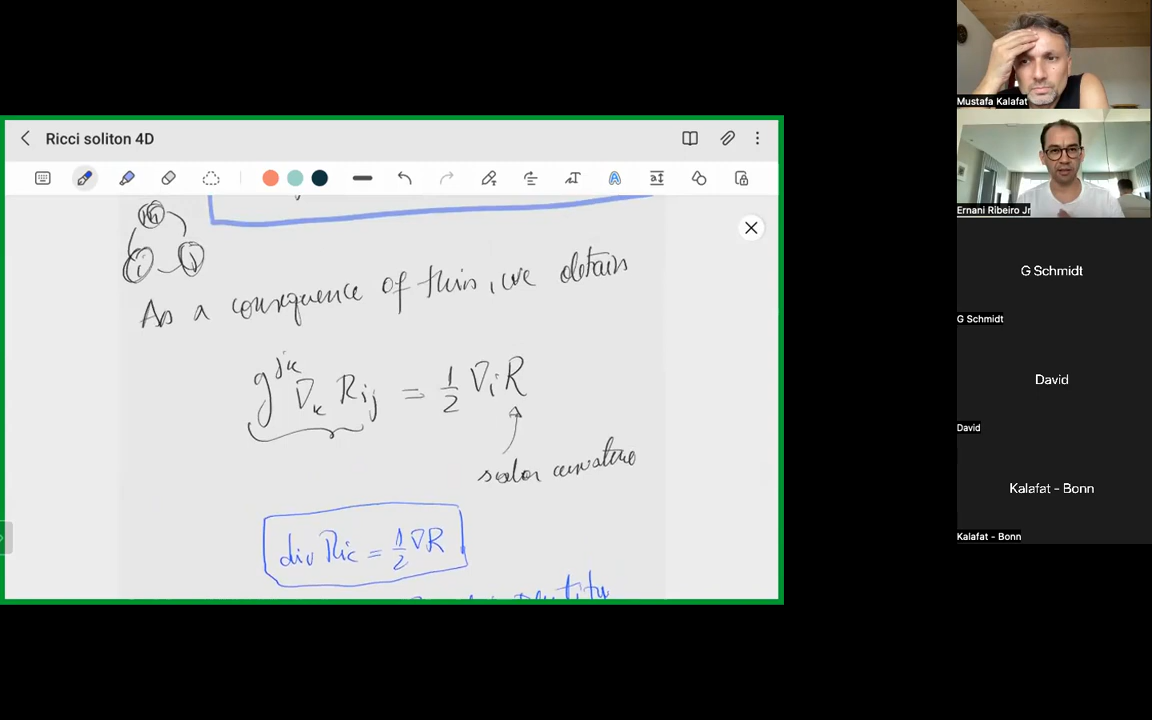 Ricci soliton 4D
As a consequence of this, we obtain
g^{jk} ∇_k R_{ij} = 1/2 ∇_i R
scalar curvature
div Ric = 1/2 ∇R
identity
Mustafa Kalafat
Ernani Ribeiro Jr
G Schmidt
G Schmidt
David
David
Kalafat - Bonn
Kalafat - Bonn